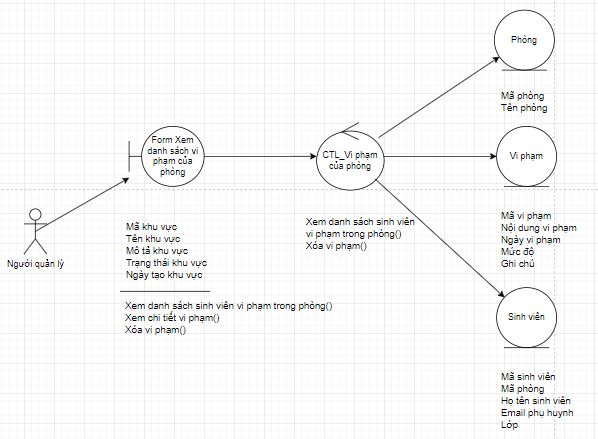 Phòng
Mã phòng
Tên phòng
Form Xem
danh sách vi
phạm của
phòng
CTL_Vi phạm
của phòng
Vi phạm
Người quản lý
Mã khu vực
Tên khu vực
Mô tả khu vực
Trạng thái khu vực
Ngày tạo khu vực
Xem danh sách sinh viên vi phạm trong phòng()
Xem chi tiết vi phạm()
Xóa vi phạm()
Xem danh sách sinh viên
vi phạm trong phòng()
Xóa vi phạm()
Mã vi phạm
Nội dung vi phạm
Ngày vi phạm
Mức độ
Ghi chú
Sinh viên
Mã sinh viên
Mã phòng
Họ tên sinh viên
Email phụ huynh
Lớp